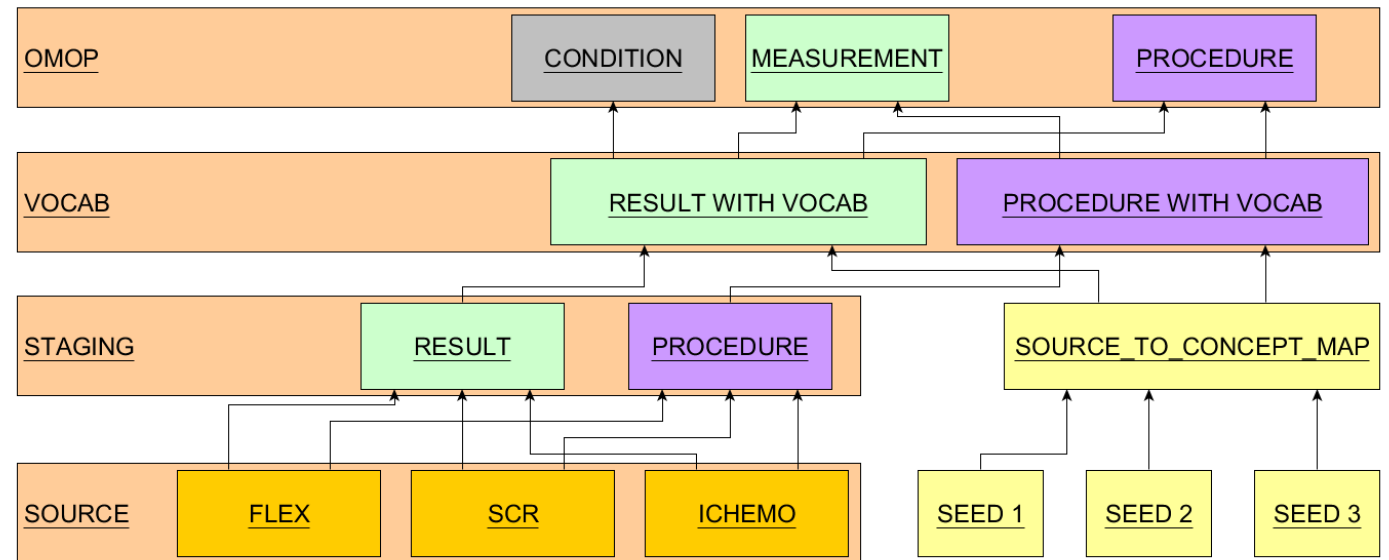 OMOP
CONDITION
MEASUREMENT
PROCEDURE
VOCAB
RESULT WITH VOCAB
PROCEDURE WITH VOCAB
STAGING
RESULT
PROCEDURE
SOURCE_TO_CONCEPT_MAP
SOURCE
FLEX
SCR
ICHEMO
SEED 1
SEED 2
SEED 3